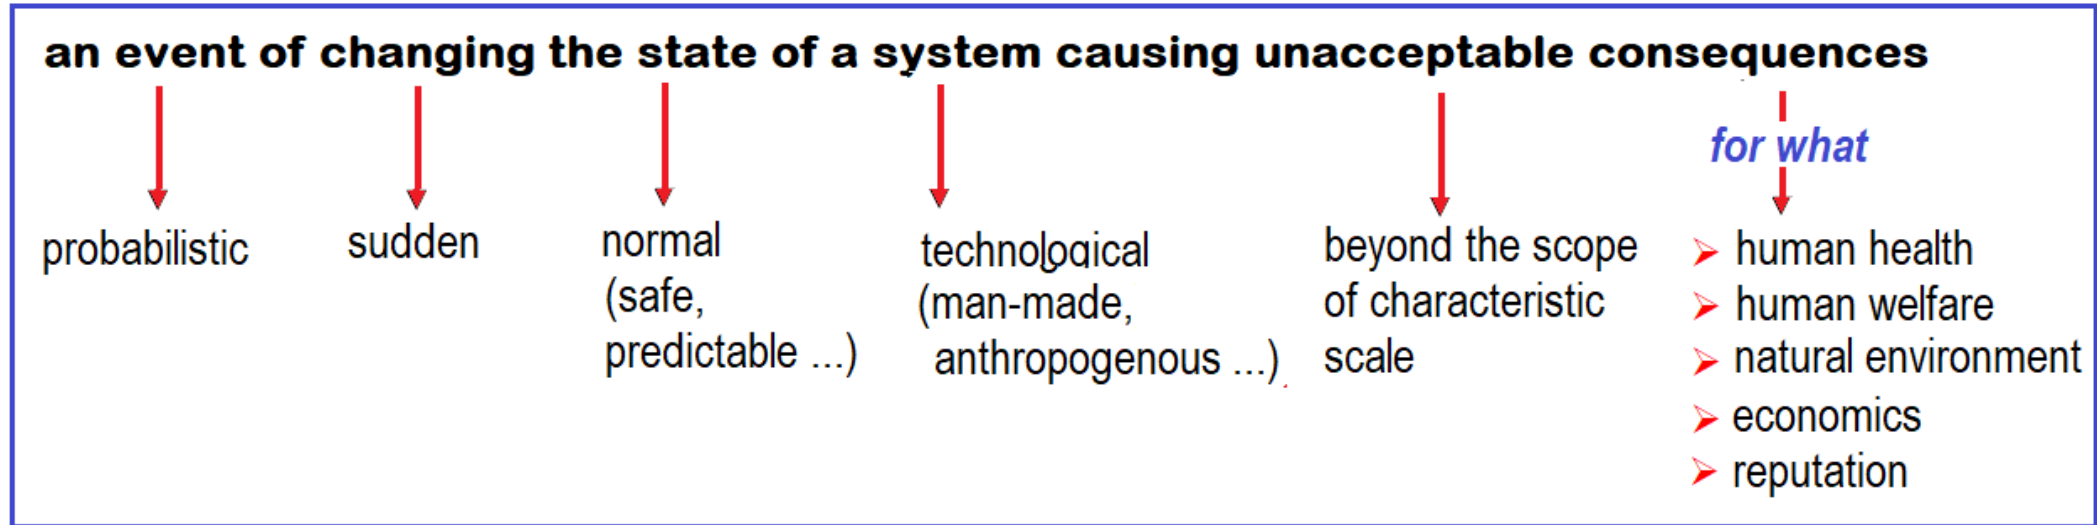 an event of changing the state of a system causing unacceptable consequences
for what
probabilistic
sudden
normal
(safe,
predictable ...)
technological
(man-made,
anthropogenous ...)
beyond the scope
of characteristic
scale
human health
human welfare
natural environment
economics
reputation